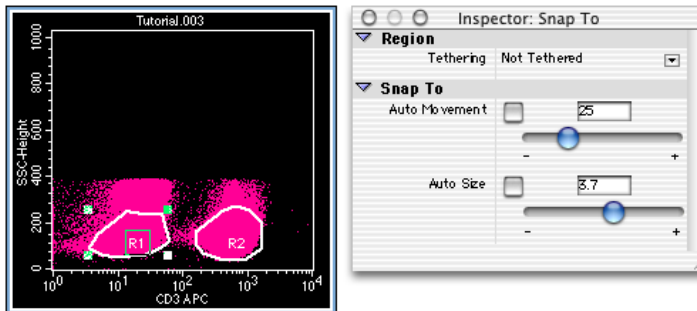 Tutorial.003
1000
800
600
400
200
0
SSC-Height
R1
R2
10^0
10^1
10^2
10^3
10^4
CD3 APC
Inspector: Snap To
Region
Tethering Not Tethered
Snap To
Auto Movement 25
- +
Auto Size 3.7
- +